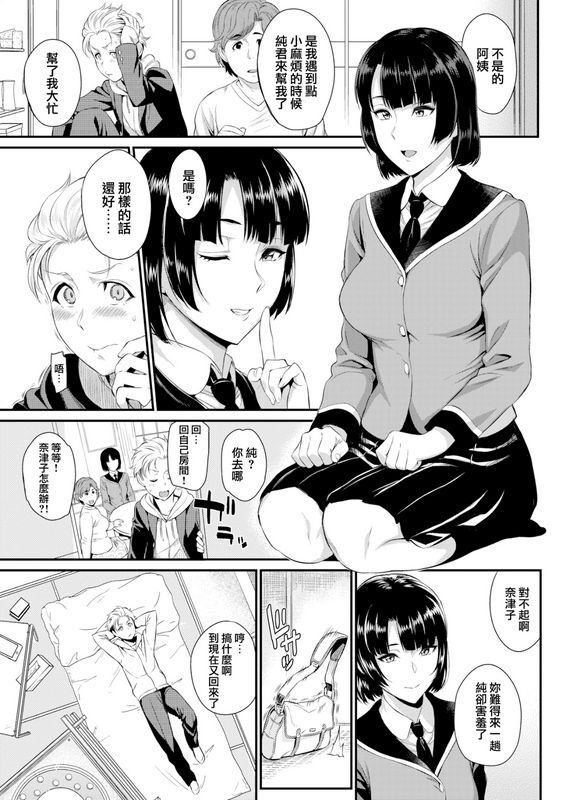 不是的
阿姨
是我遇到點
小麻煩的時候
純君來幫我了
幫了我大忙
是嗎?
那樣的話
還好……
唔…
純?
你去哪
回…
回自己房間!
等等!
奈津子怎麼辦?!
對不起啊
奈津子
妳難得來一趟
純卻害羞了
哼…
搞什麼啊
到現在又回來了